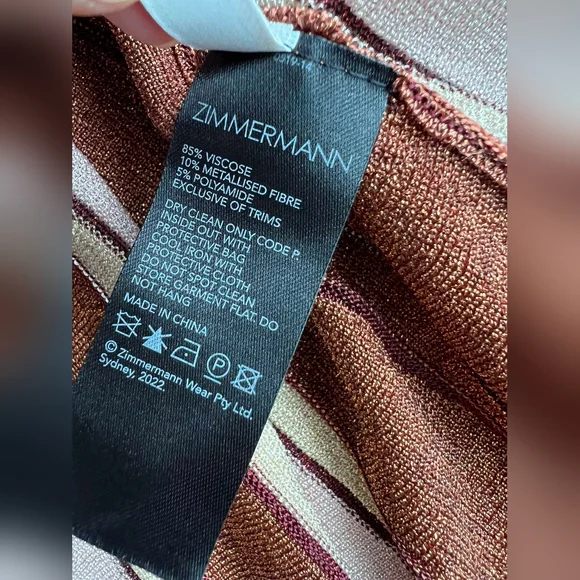 ZIMMERMANN
85% VISCOSE
10% METALLISED FIBRE
5% POLYAMIDE
EXCLUSIVE OF TRIMS
DRY CLEAN ONLY CODE P
INSIDE OUT WITH
PROTECTIVE BAG
COOL IRON WITH
PROTECTIVE CLOTH
DO NOT SPOT CLEAN
STORE GARMENT FLAT. DO
NOT HANG
MADE IN CHINA
P
© Zimmermann Wear Pty Ltd.
Sydney, 2022.